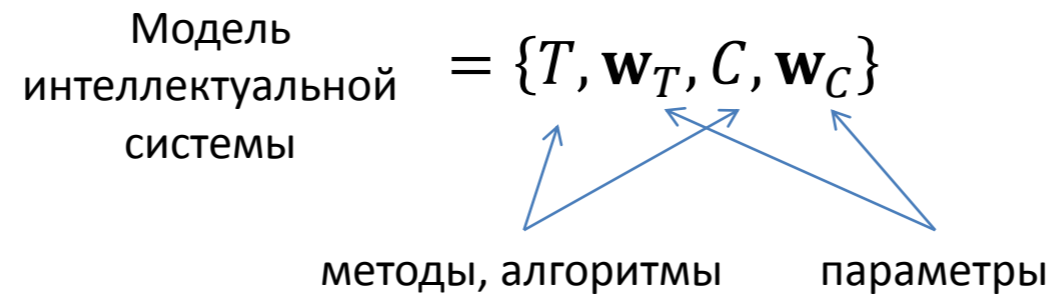 Модель
интеллектуальной
системы
= {T, w_T, C, w_C}
методы, алгоритмы
параметры